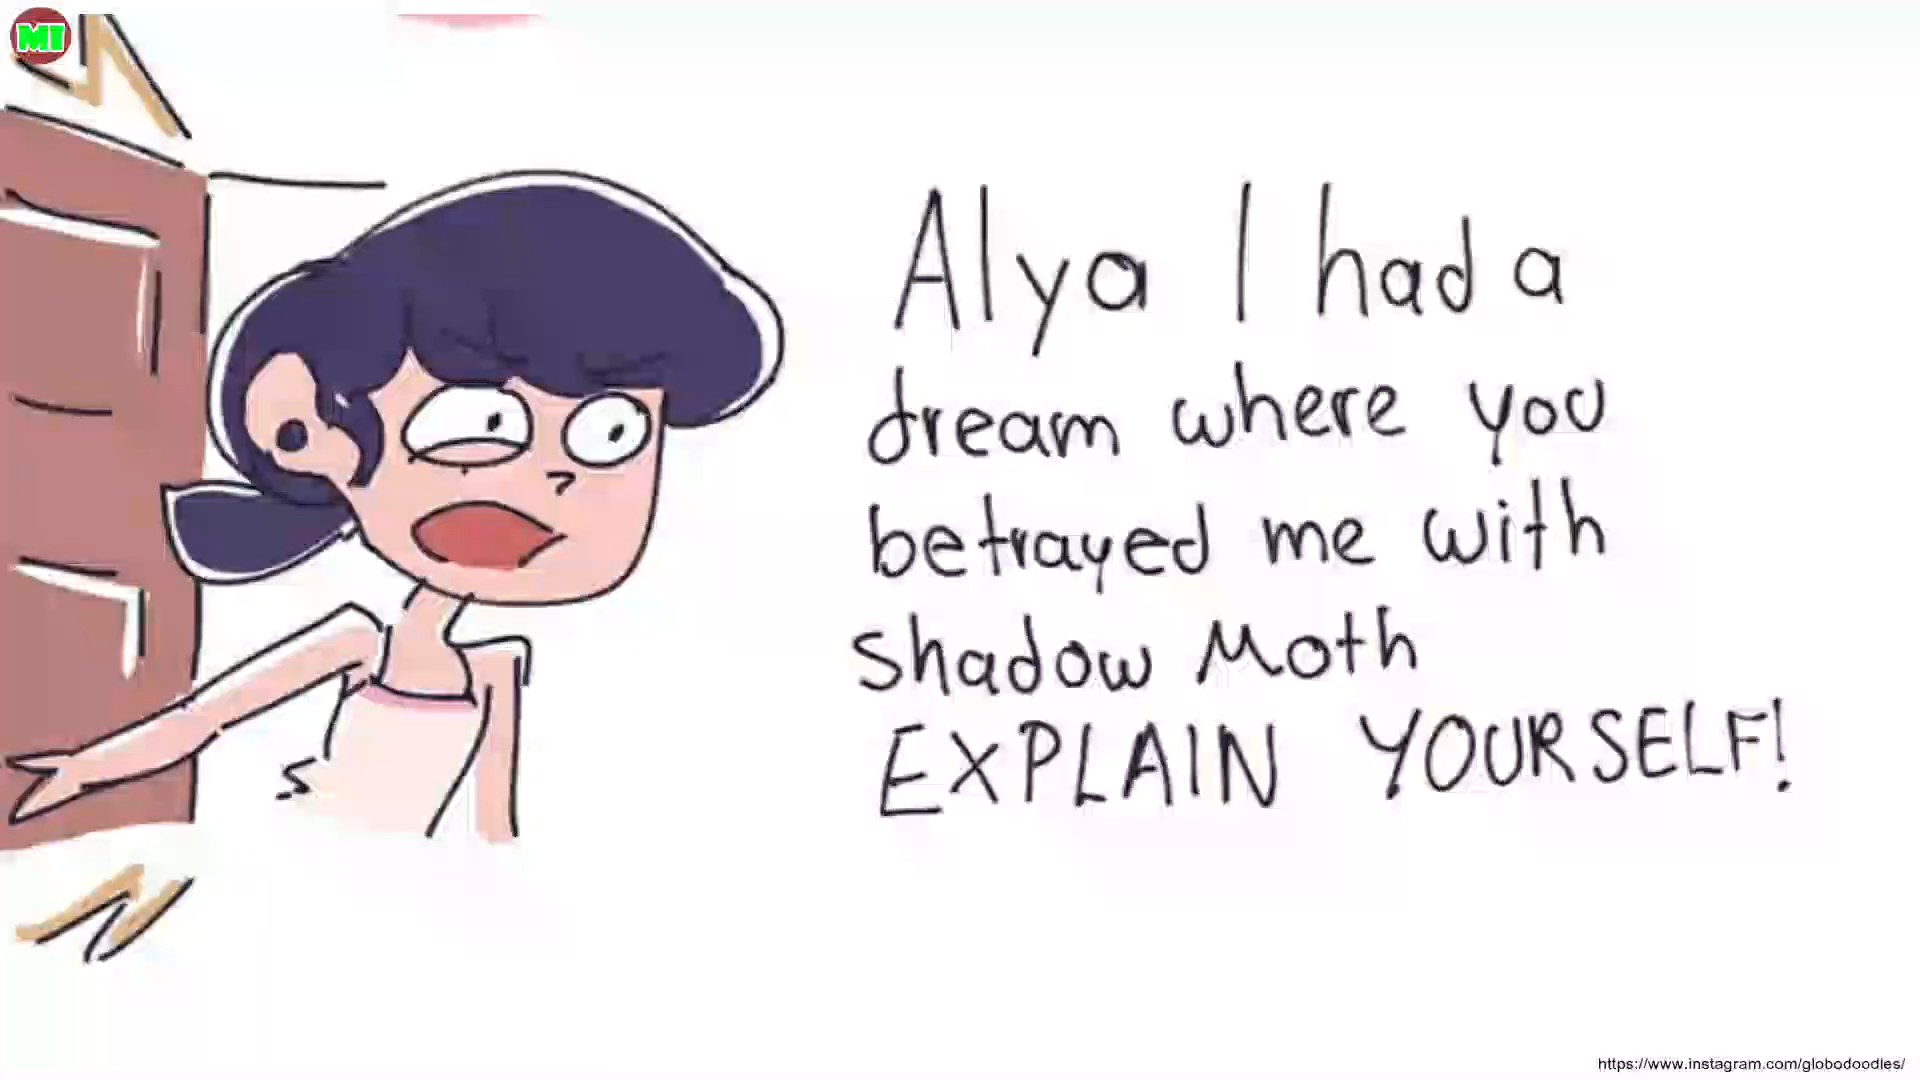 MI
Alya I had a
dream where you
betrayed me with
Shadow Moth
EXPLAIN YOURSELF!
https://www.instagram.com/globodoodles/